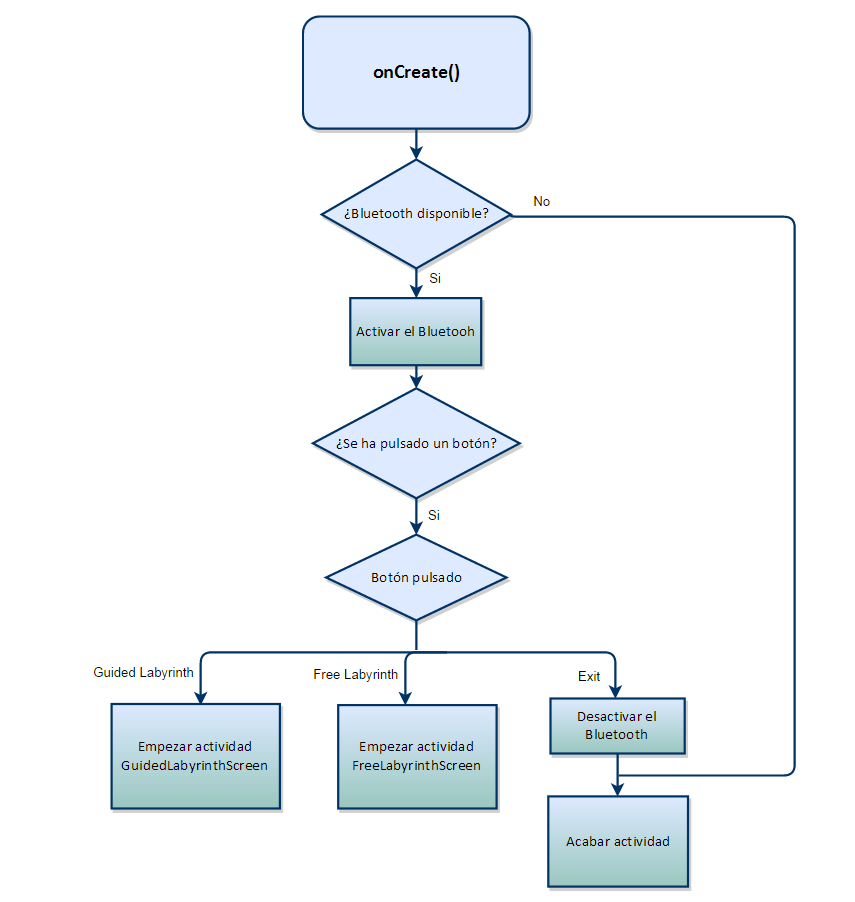 onCreate()
¿Bluetooth disponible?
No
Si
Activar el Bluetooh
¿Se ha pulsado un botón?
Si
Botón pulsado
Guided Labyrinth
Free Labyrinth
Exit
Empezar actividad
GuidedLabyrinthScreen
Empezar actividad
FreeLabyrinthScreen
Desactivar el
Bluetooth
Acabar actividad